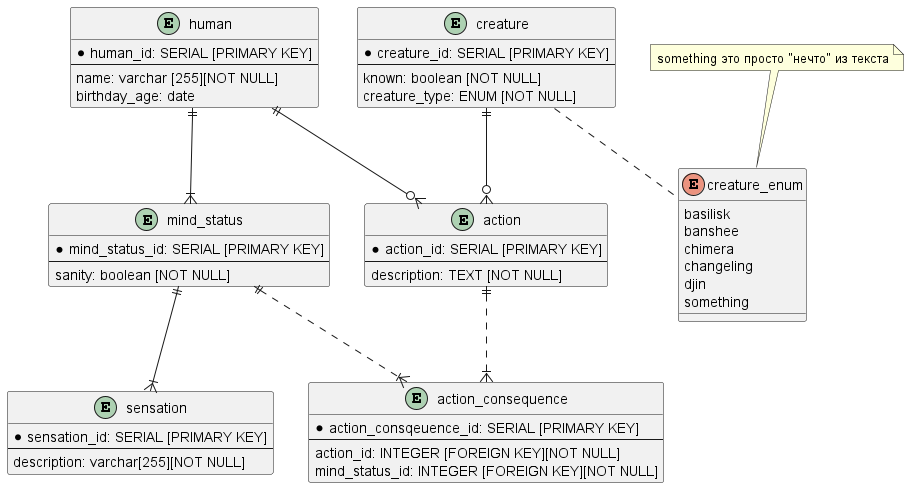 E human
* human_id: SERIAL [PRIMARY KEY]
name: varchar [255][NOT NULL]
birthday_age: date
E creature
* creature_id: SERIAL [PRIMARY KEY]
known: boolean [NOT NULL]
creature_type: ENUM [NOT NULL]
something это просто "нечто" из текста
E creature_enum
basilisk
banshee
chimera
changeling
djin
something
E mind_status
* mind_status_id: SERIAL [PRIMARY KEY]
sanity: boolean [NOT NULL]
E action
* action_id: SERIAL [PRIMARY KEY]
description: TEXT [NOT NULL]
E sensation
* sensation_id: SERIAL [PRIMARY KEY]
description: varchar[255][NOT NULL]
E action_consequence
* action_consqeuence_id: SERIAL [PRIMARY KEY]
action_id: INTEGER [FOREIGN KEY][NOT NULL]
mind_status_id: INTEGER [FOREIGN KEY][NOT NULL]